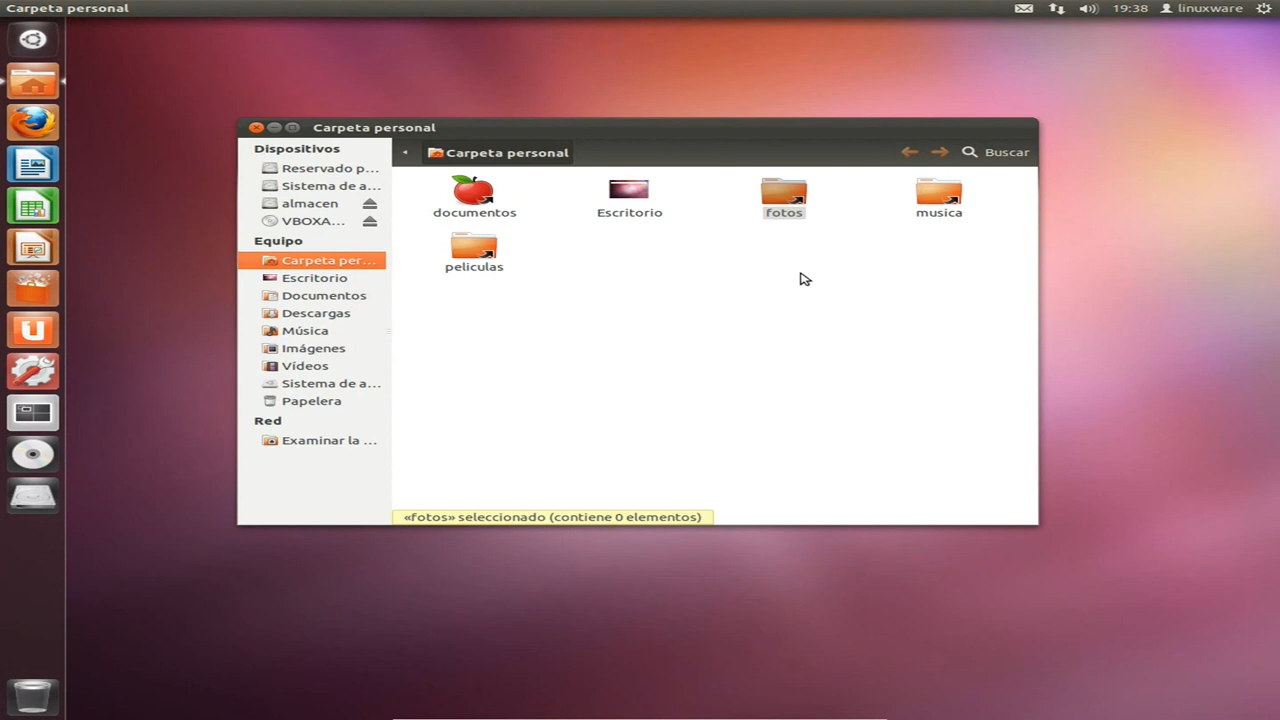 Carpeta personal
19:38
linuxware
Carpeta personal
Dispositivos
Reservado p...
Sistema de a...
almacen
VBOXA...
Equipo
Carpeta per...
Escritorio
Documentos
Descargas
Música
Imágenes
Vídeos
Sistema de a...
Papelera
Red
Examinar la ...
Carpeta personal
Buscar
documentos
Escritorio
fotos
musica
peliculas
«fotos» seleccionado (contiene 0 elementos)